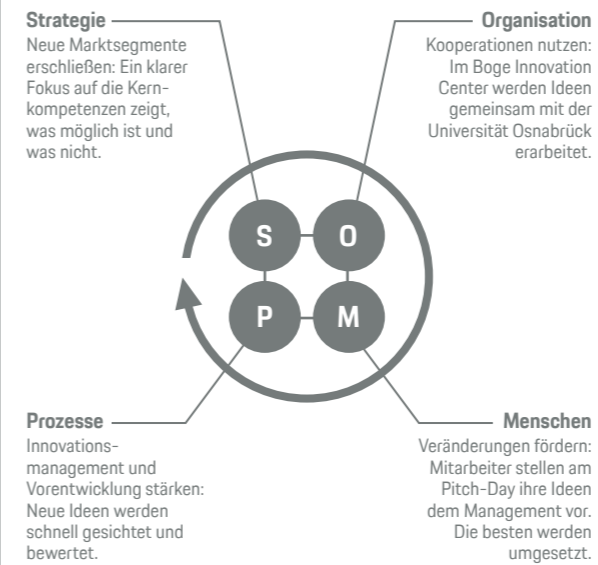 Strategie
Neue Marktsegmente
erschließen: Ein klarer
Fokus auf die Kern-
kompetenzen zeigt,
was möglich ist und
was nicht.
Organisation
Kooperationen nutzen:
Im Boge Innovation
Center werden Ideen
gemeinsam mit der
Universität Osnabrück
erarbeitet.
S
O
P
M
Prozesse
Innovations-
management und
Vorentwicklung stärken:
Neue Ideen werden
schnell gesichtet und
bewertet.
Menschen
Veränderungen fördern:
Mitarbeiter stellen am
Pitch-Day ihre Ideen
dem Management vor.
Die besten werden
umgesetzt.